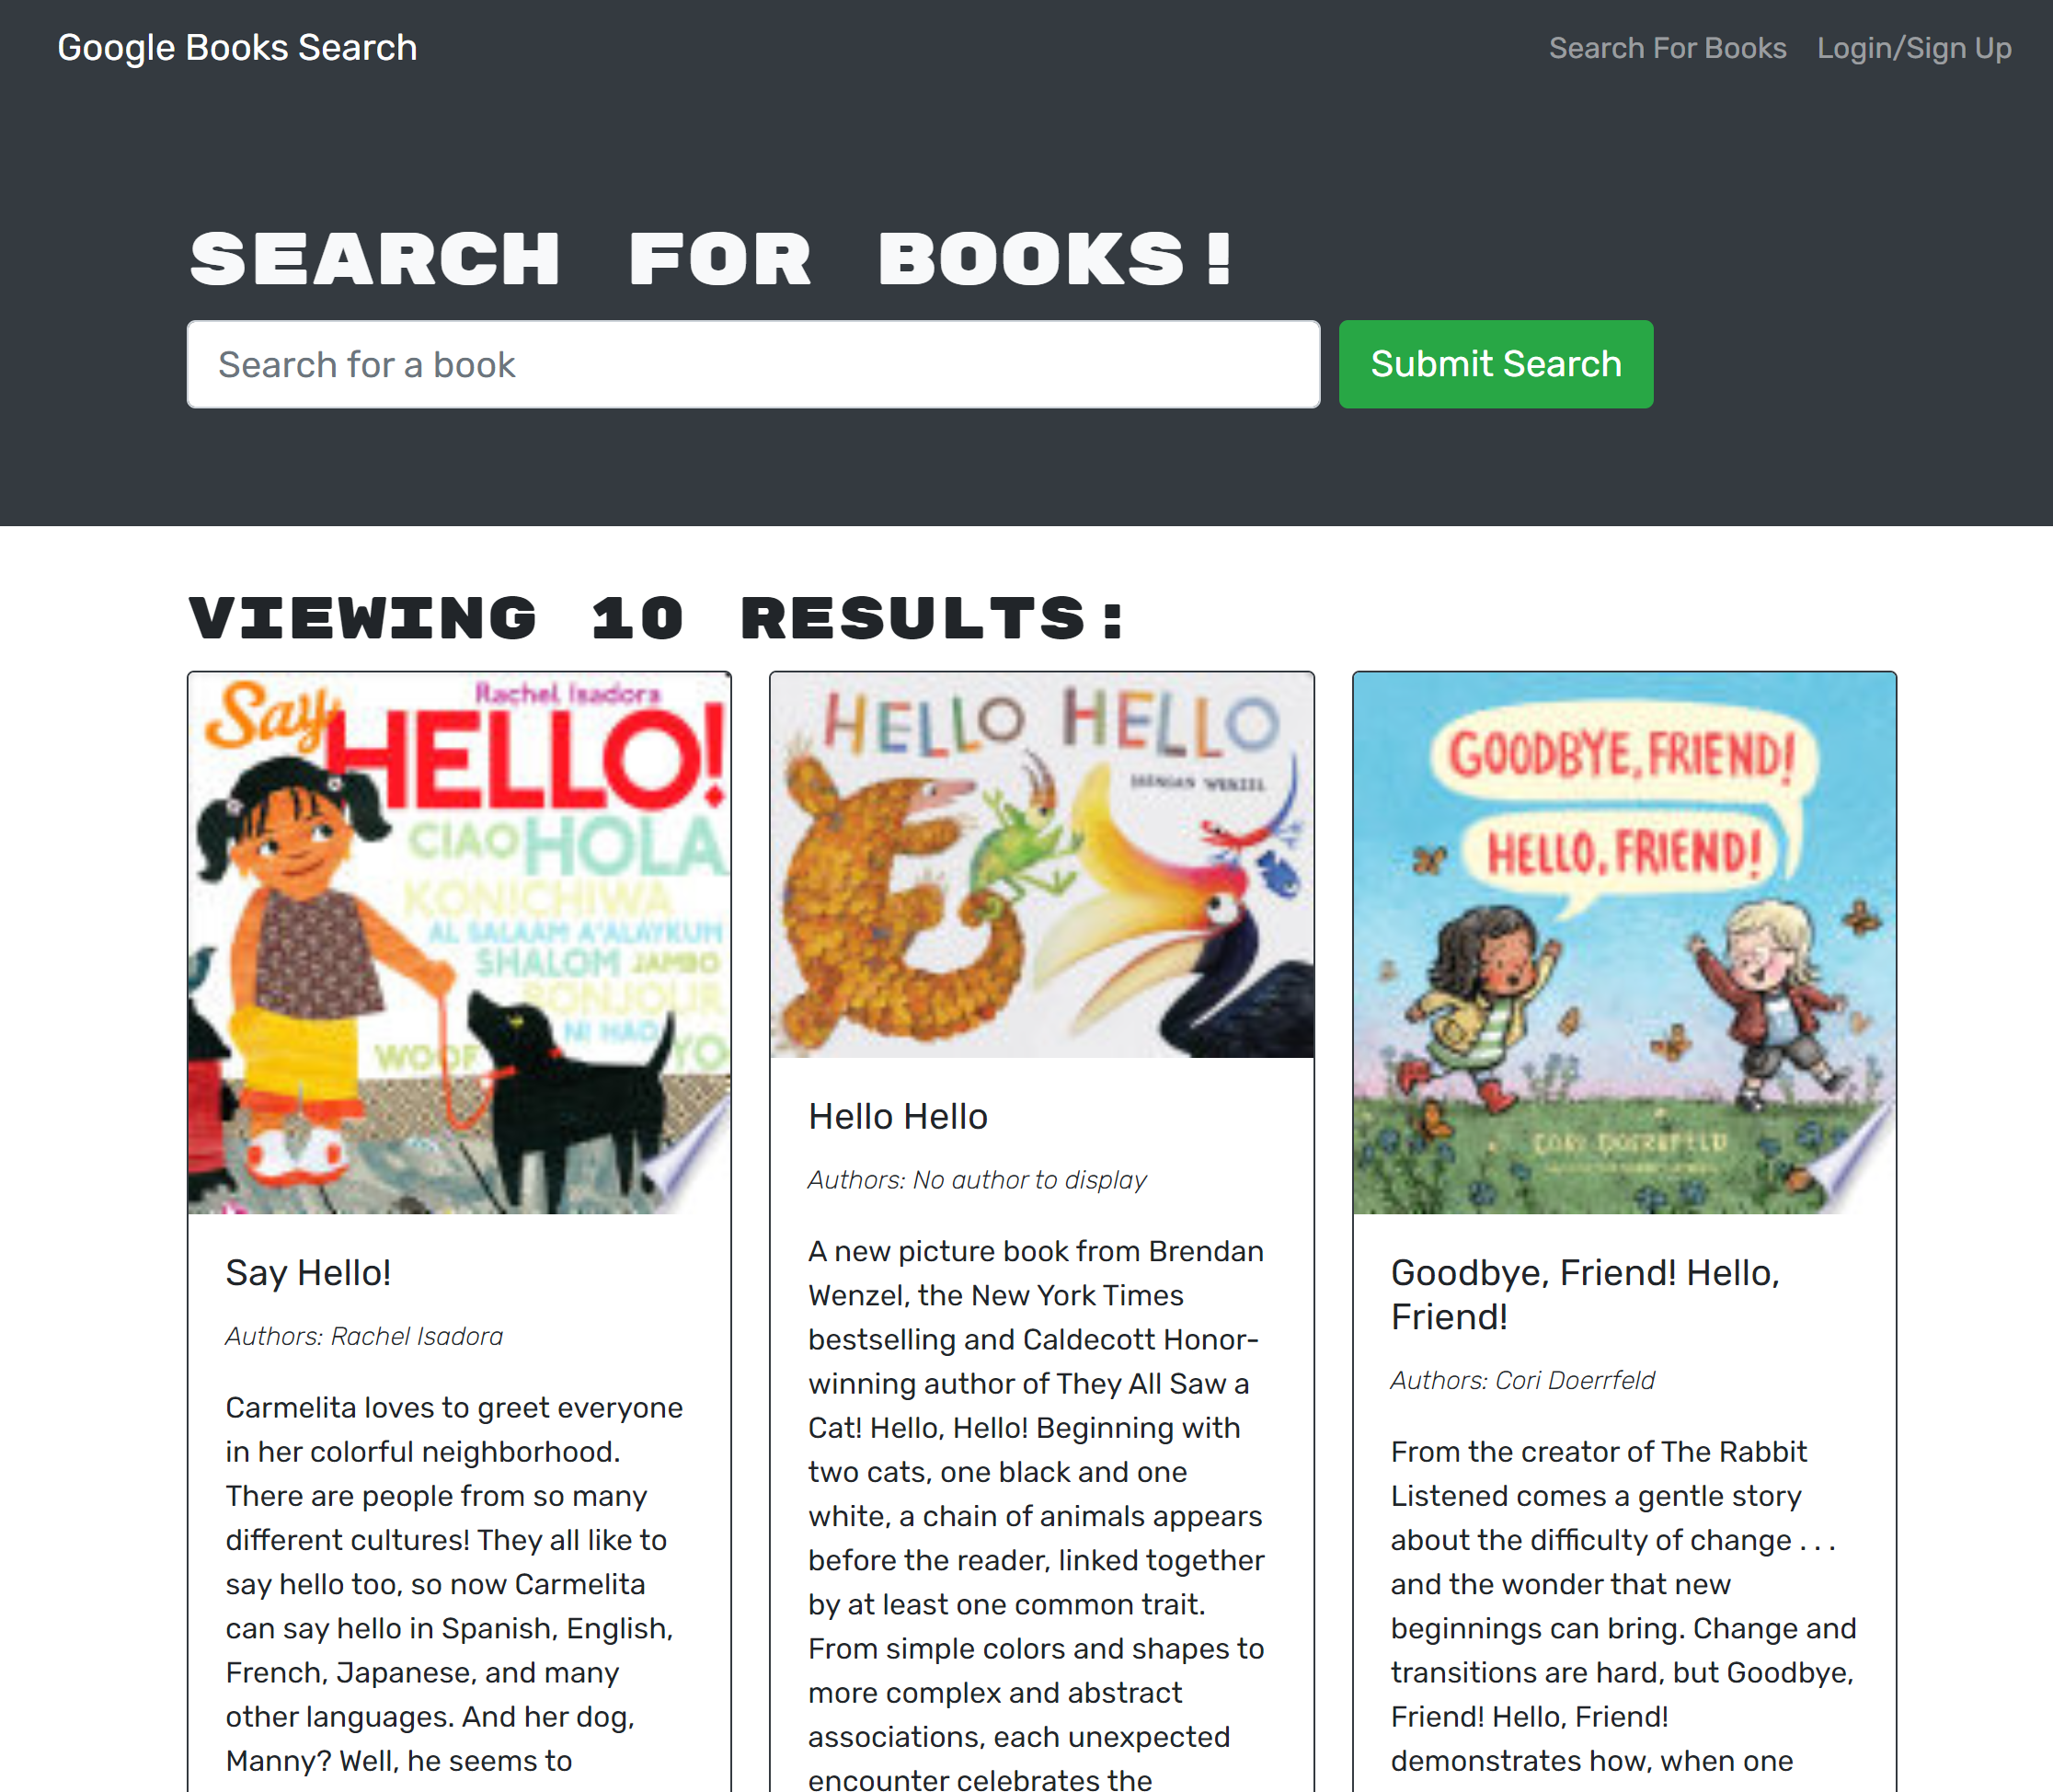 Google Books Search
Search For Books
Login/Sign Up
SEARCH FOR BOOKS!
Search for a book
Submit Search
VIEWING 10 RESULTS:
Say
Rachel Isadora
HELLO!
CIAO HOLA
KONICHIWA
AL SALAAM A'ALAYKUM
SHALOM JAMBO
BONJOUR
NI HAO
WOOF YO
Say Hello!
Authors: Rachel Isadora
Carmelita loves to greet everyone
in her colorful neighborhood.
There are people from so many
different cultures! They all like to
say hello too, so now Carmelita
can say hello in Spanish, English,
French, Japanese, and many
other languages. And her dog,
Manny? Well, he seems to
HELLO HELLO
BRENDAN WENZEL
Hello Hello
Authors: No author to display
A new picture book from Brendan
Wenzel, the New York Times
bestselling and Caldecott Honor-
winning author of They All Saw a
Cat! Hello, Hello! Beginning with
two cats, one black and one
white, a chain of animals appears
before the reader, linked together
by at least one common trait.
From simple colors and shapes to
more complex and abstract
associations, each unexpected
encounter celebrates the
GOODBYE, FRIEND!
HELLO, FRIEND!
CORI DOERRFELD
Goodbye, Friend! Hello,
Friend!
Authors: Cori Doerrfeld
From the creator of The Rabbit
Listened comes a gentle story
about the difficulty of change . . .
and the wonder that new
beginnings can bring. Change and
transitions are hard, but Goodbye,
Friend! Hello, Friend!
demonstrates how, when one